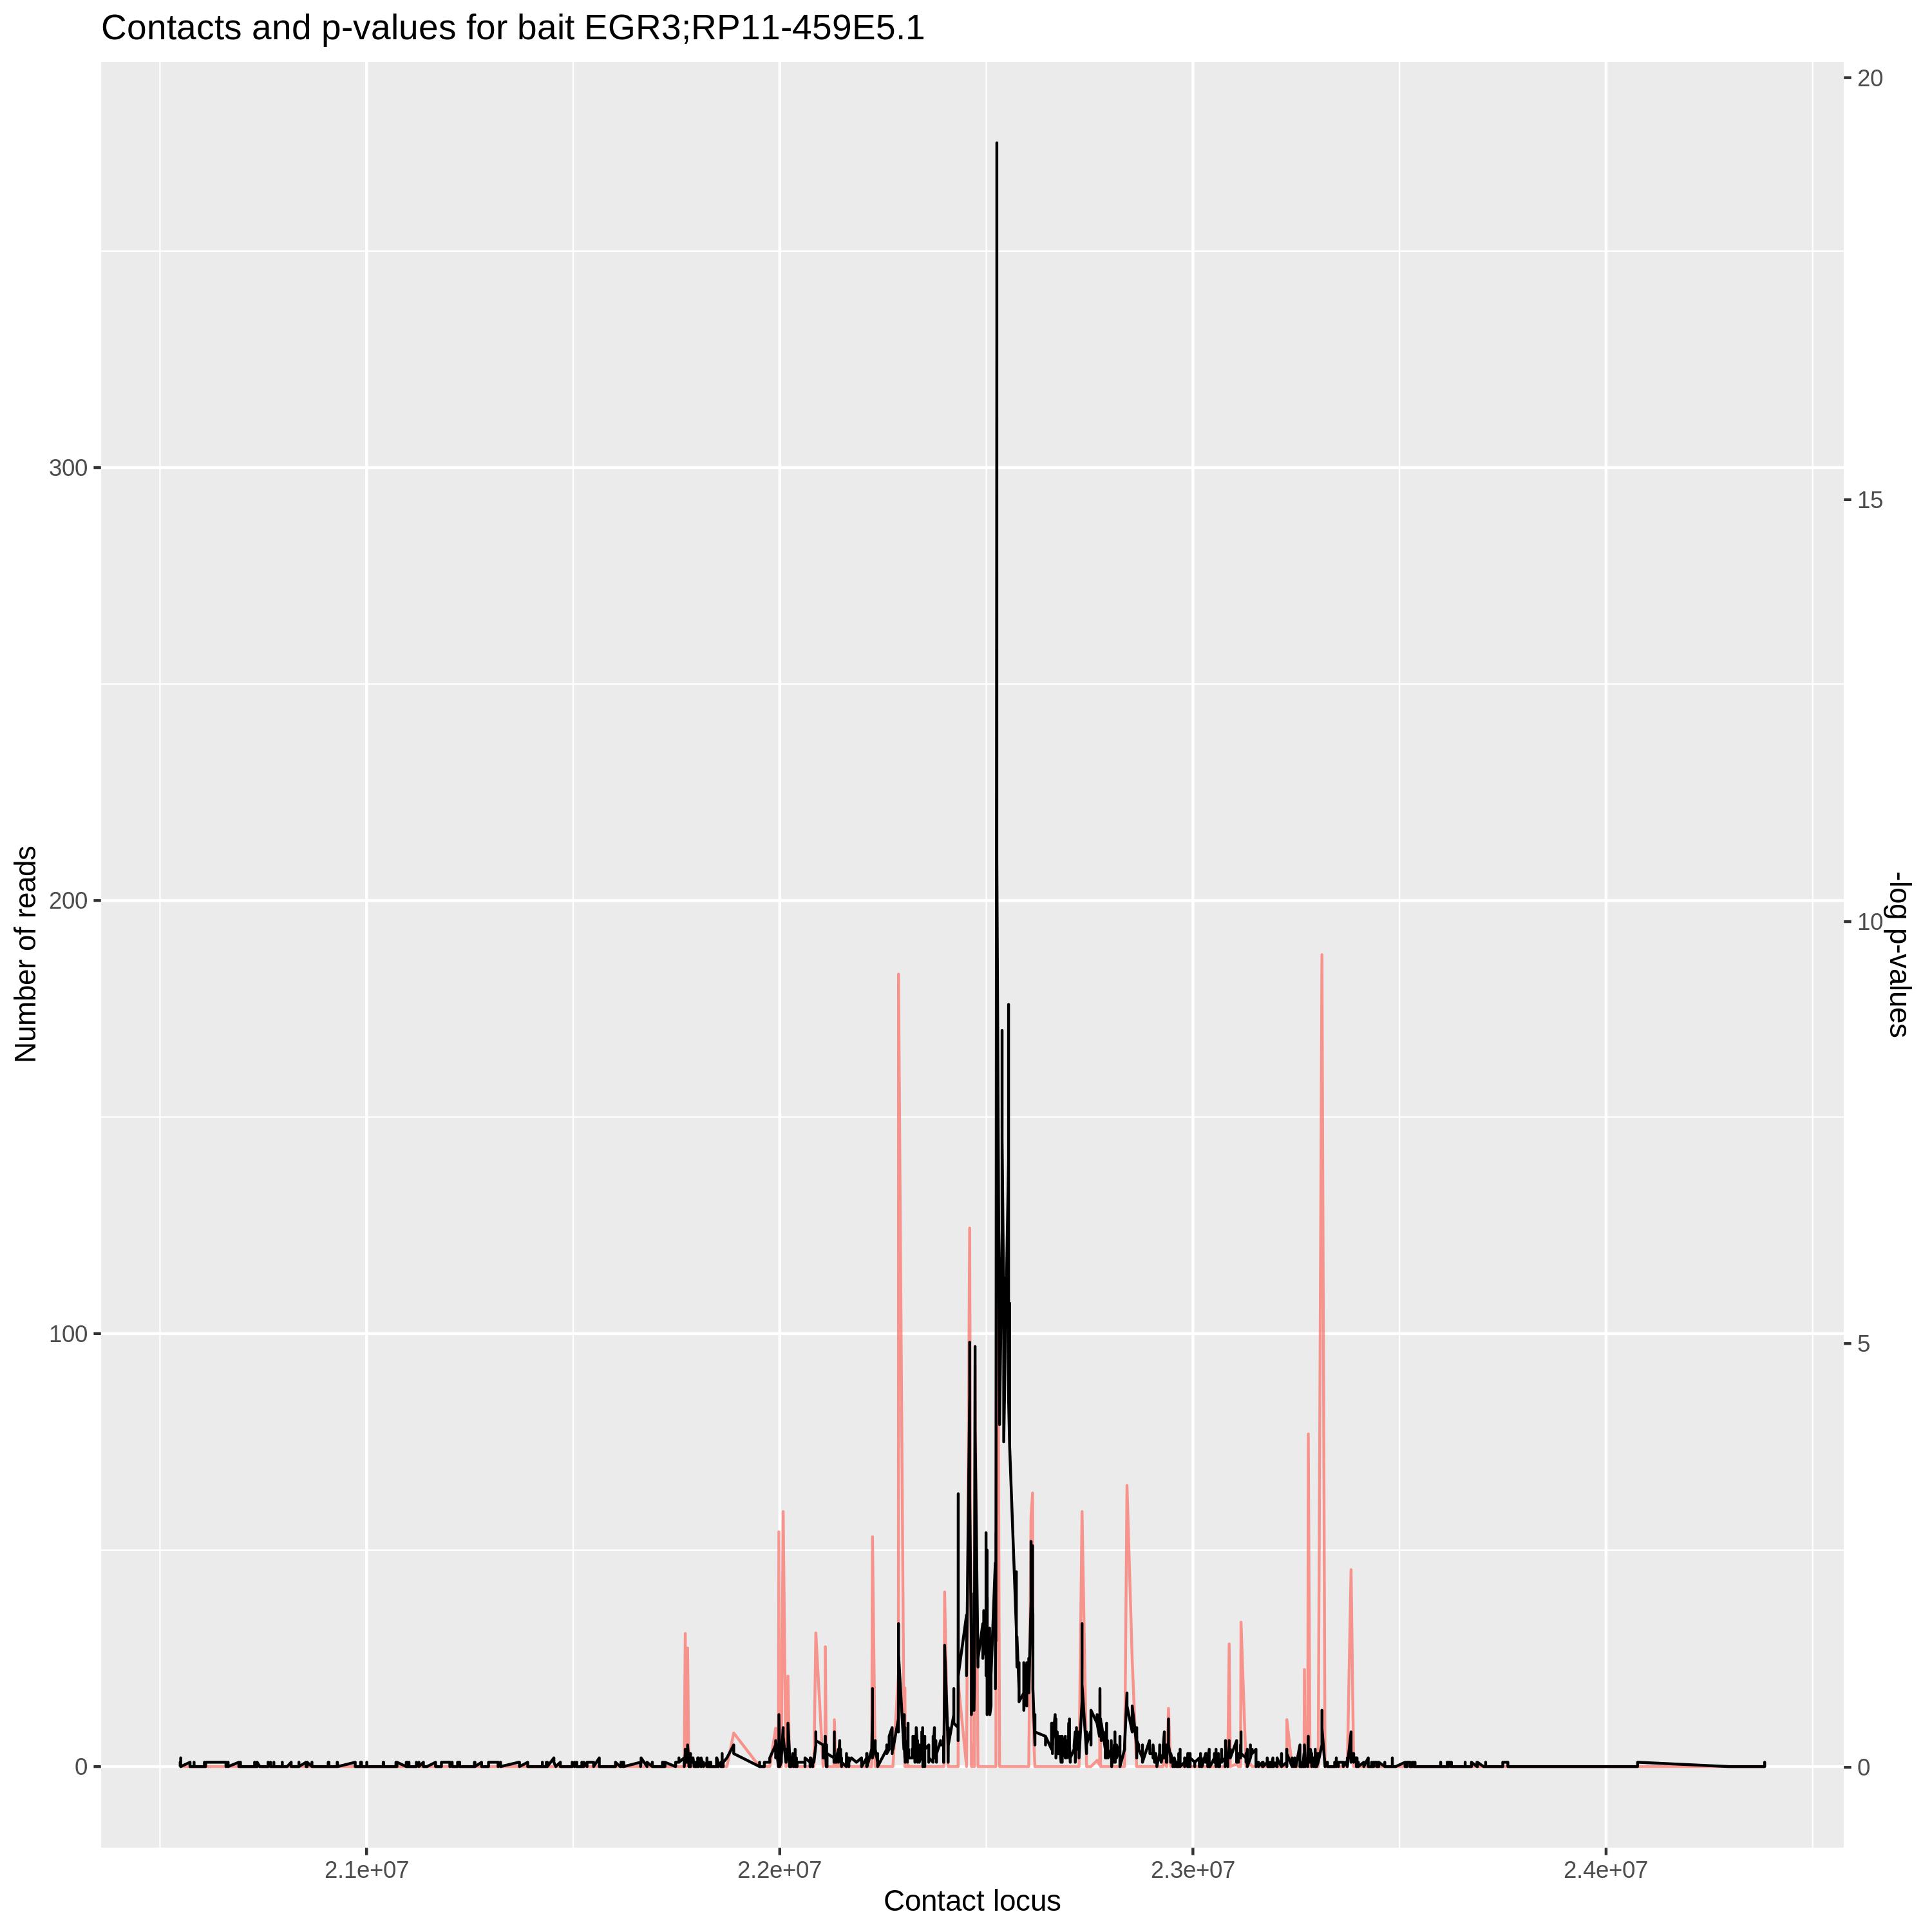 Contacts and p-values for bait EGR3;RP11-459E5.1
Number of reads
300
200
100
0
20
15
10
5
0
-log p-values
2.1e+07 2.2e+07 2.3e+07 2.4e+07
Contact locus